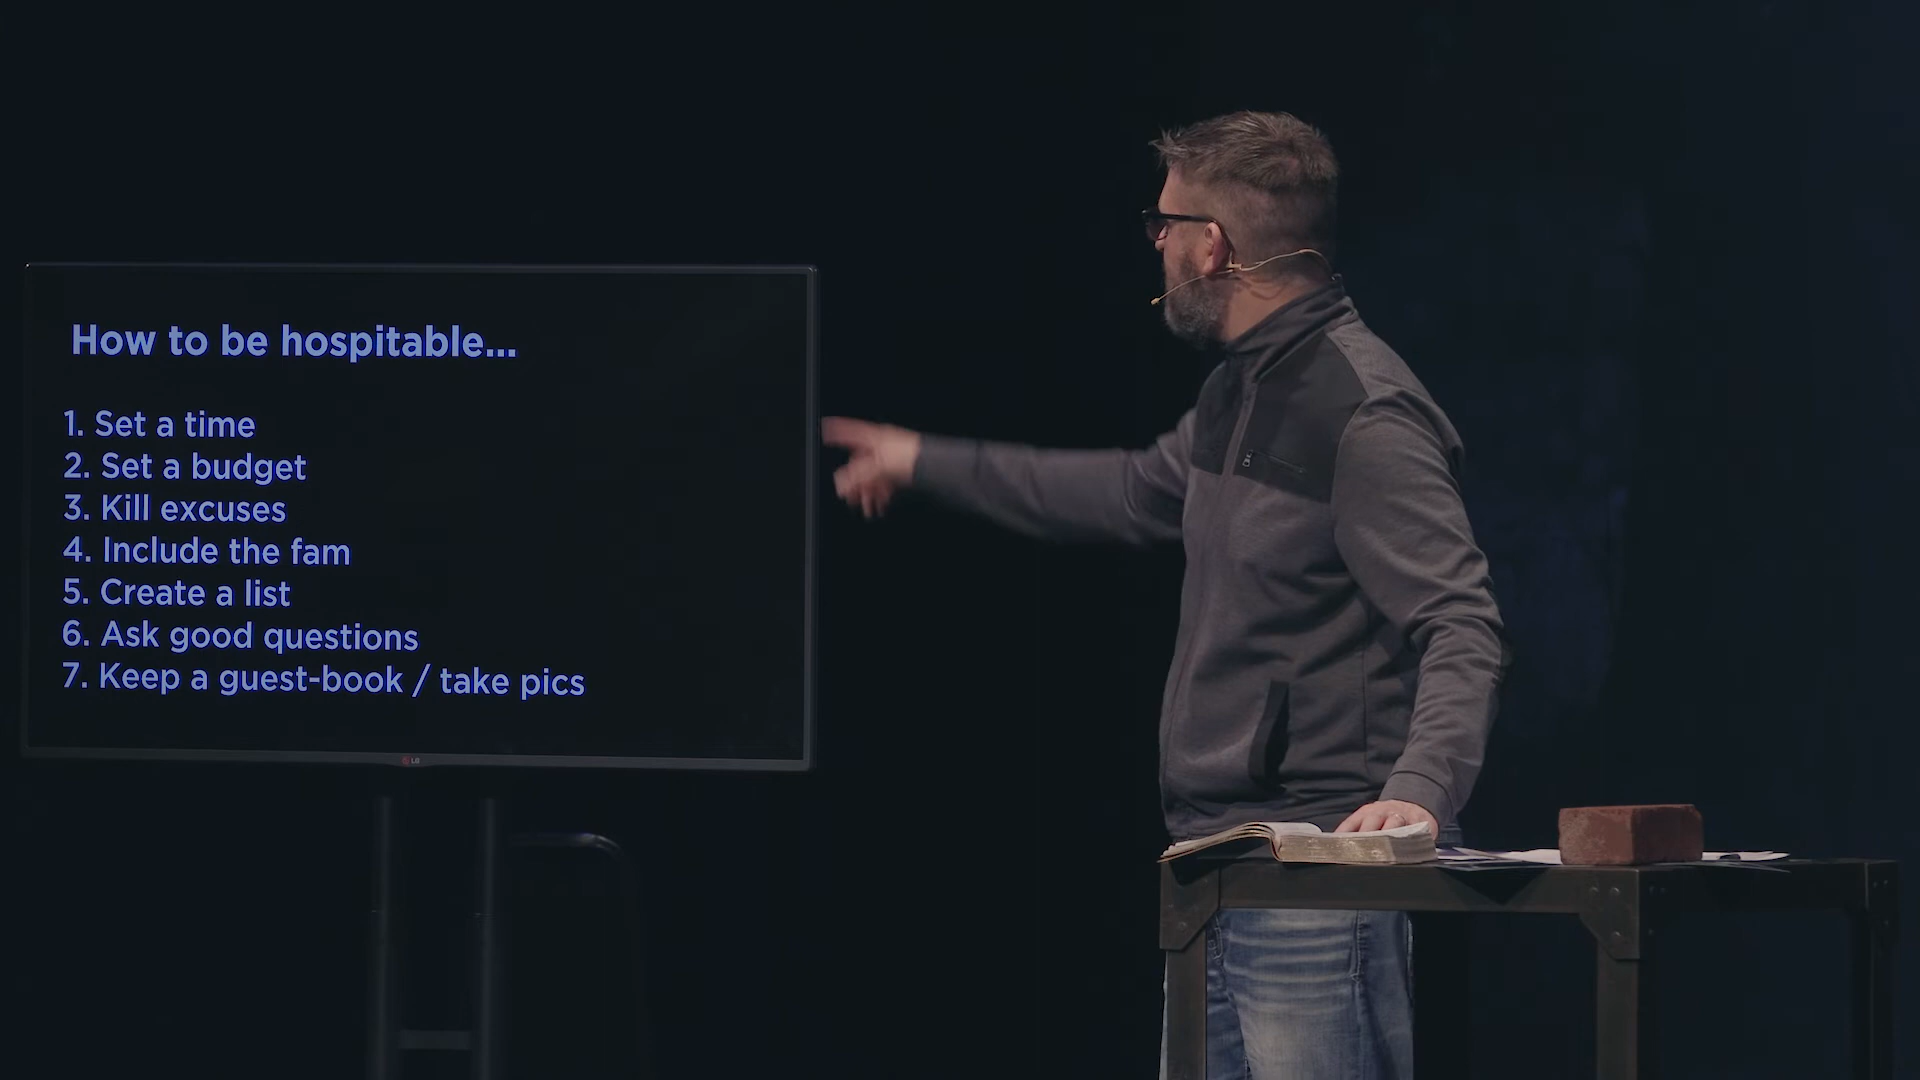 How to be hospitable...
1. Set a time
2. Set a budget
3. Kill excuses
4. Include the fam
5. Create a list
6. Ask good questions
7. Keep a guest-book / take pics
LG